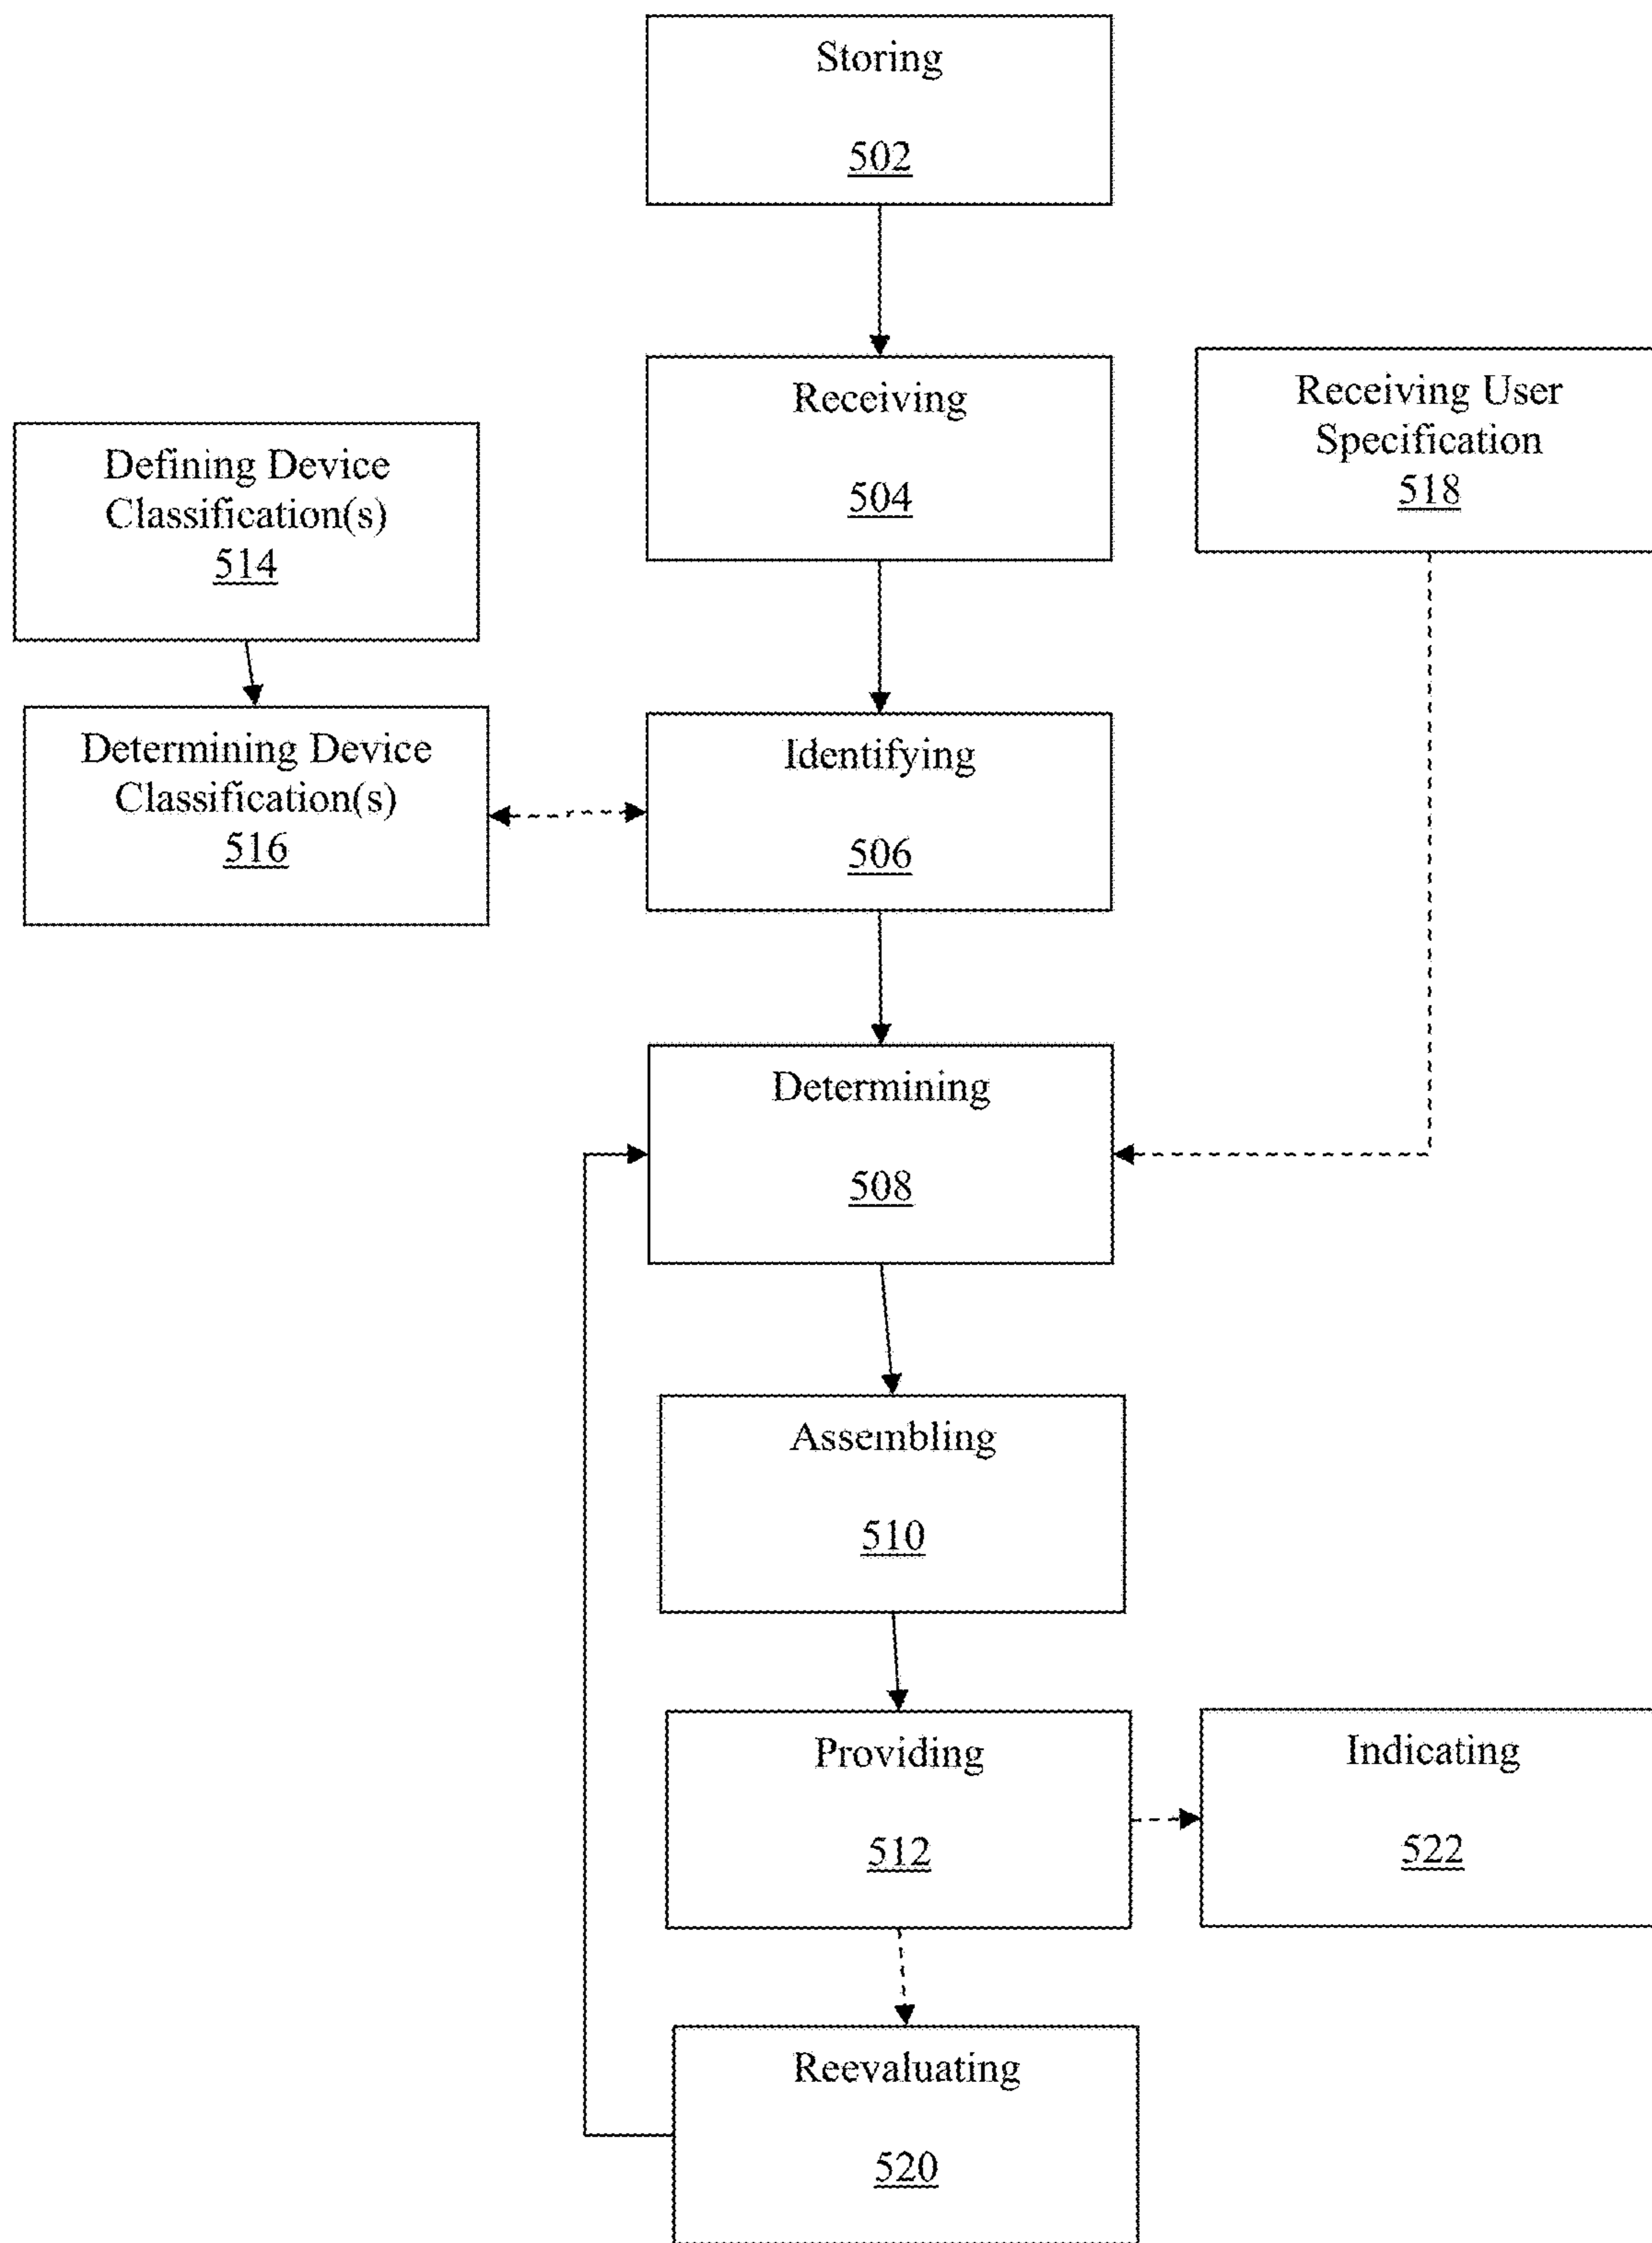 Storing
502
Receiving
504
Receiving User
Specification
518
Defining Device
Classification(s)
514
Determining Device
Classification(s)
516
Identifying
506
Determining
508
Assembling
510
Providing
512
Indicating
522
Reevaluating
520